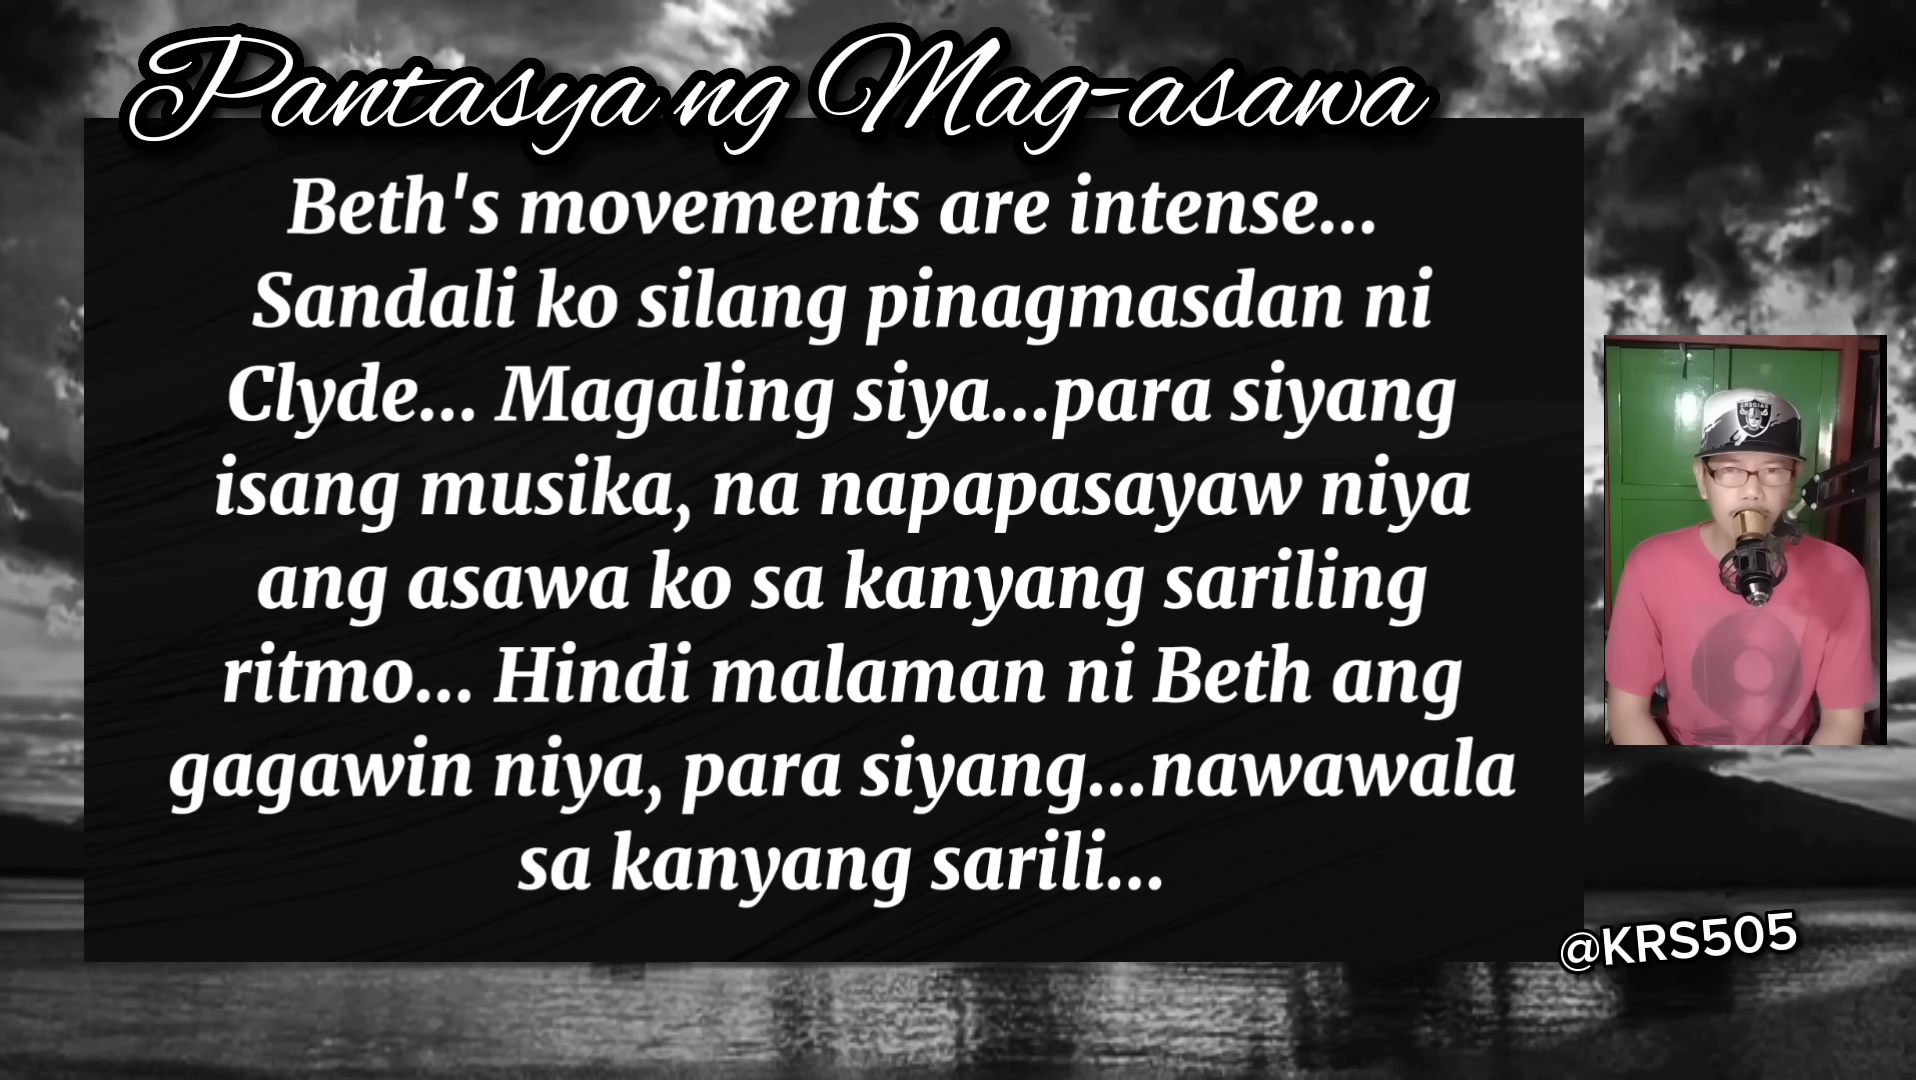 Pantasya ng Mag-asawa
Beth's movements are intense...
Sandali ko silang pinagmasdan ni
Clyde... Magaling siya...para siyang
isang musika, na napapasayaw niya
ang asawa ko sa kanyang sariling
ritmo... Hindi malaman ni Beth ang
gagawin niya, para siyang...nawawala
sa kanyang sarili...
@KRS505